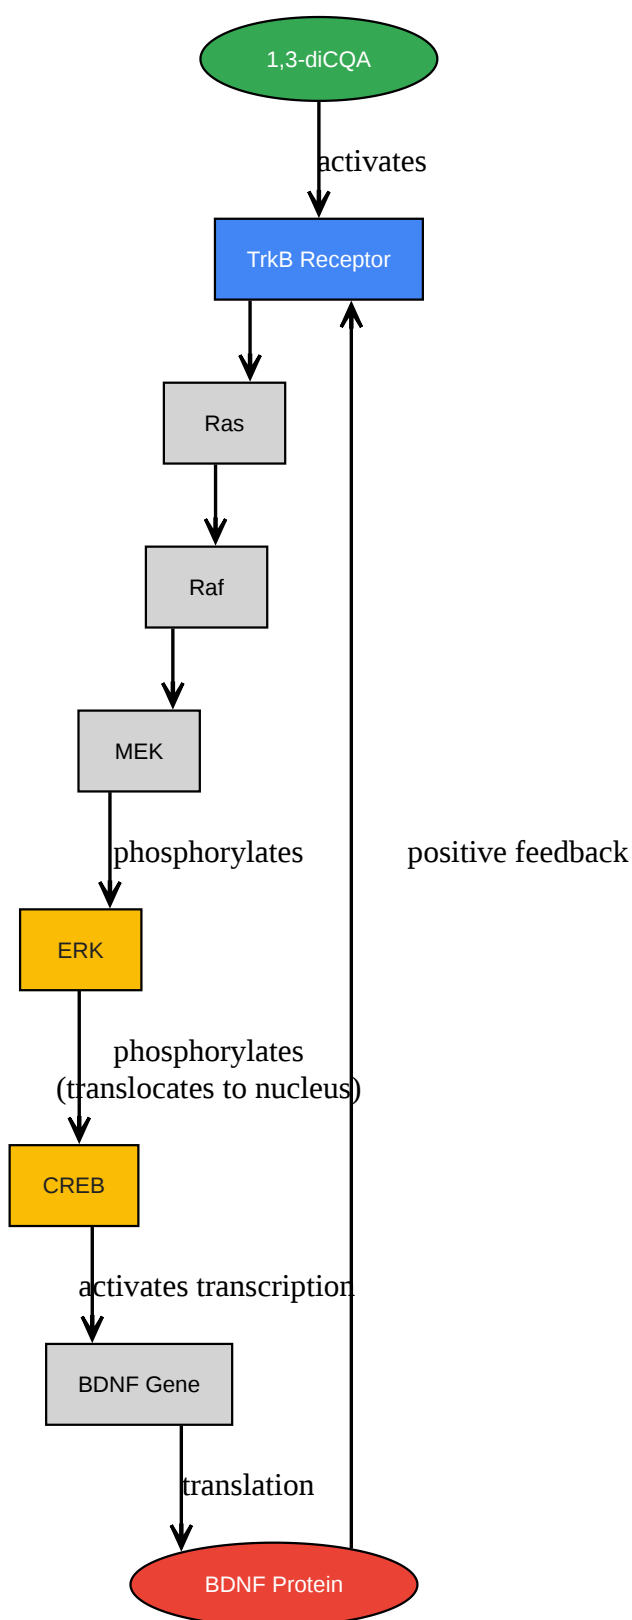 1,3-diCQA
activates
TrkB Receptor
Ras
Raf
MEK
phosphorylates
positive feedback
ERK
phosphorylates
(translocates to nucleus)
CREB
activates transcription
BDNF Gene
translation
BDNF Protein